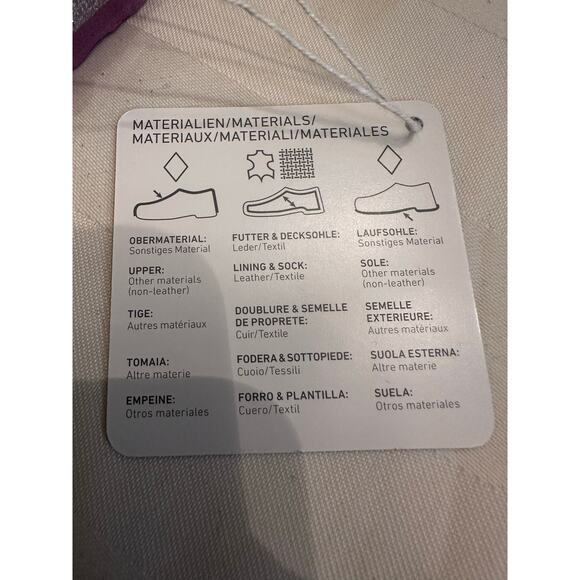 MATERIALIEN/MATERIALS/
MATERIAUX/MATERIALI/MATERIALES
OBERMATERIAL:
Sonstiges Material
FUTTER & DECKSOHLE:
Leder/Textil
LAUFSOHLE:
Sonstiges Material
UPPER:
Other materials
(non-leather)
LINING & SOCK:
Leather/Textile
SOLE:
Other materials
(non-leather)
TIGE:
Autres matériaux
DOUBLURE & SEMELLE
DE PROPRETE:
Cuir/Textile
SEMELLE
EXTERIEURE:
Autres matériaux
TOMAIA:
Altre materie
FODERA & SOTTOPIEDE:
Cuoio/Tessili
SUOLA ESTERNA:
Altre materie
EMPEINE:
Otros materiales
FORRO & PLANTILLA:
Cuero/Textil
SUELA:
Otros materiales